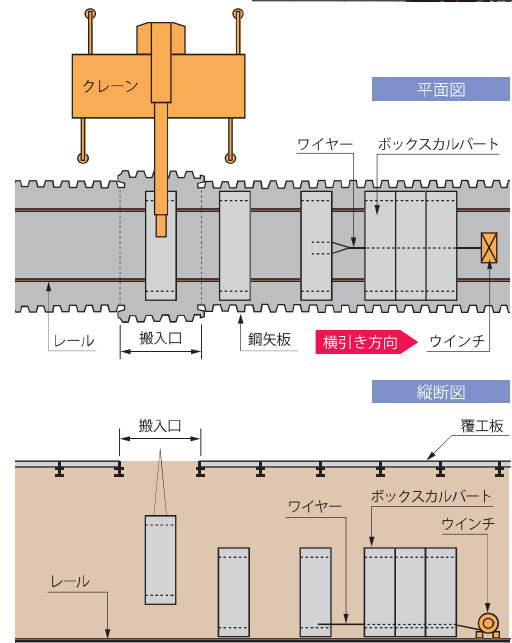 クレーン
平面図
ワイヤー
ボックスカルバート
レール
搬入口
鋼矢板
横引き方向
ウインチ
縦断図
搬入口
覆工板
ワイヤー
ボックスカルバート
ウインチ
レール